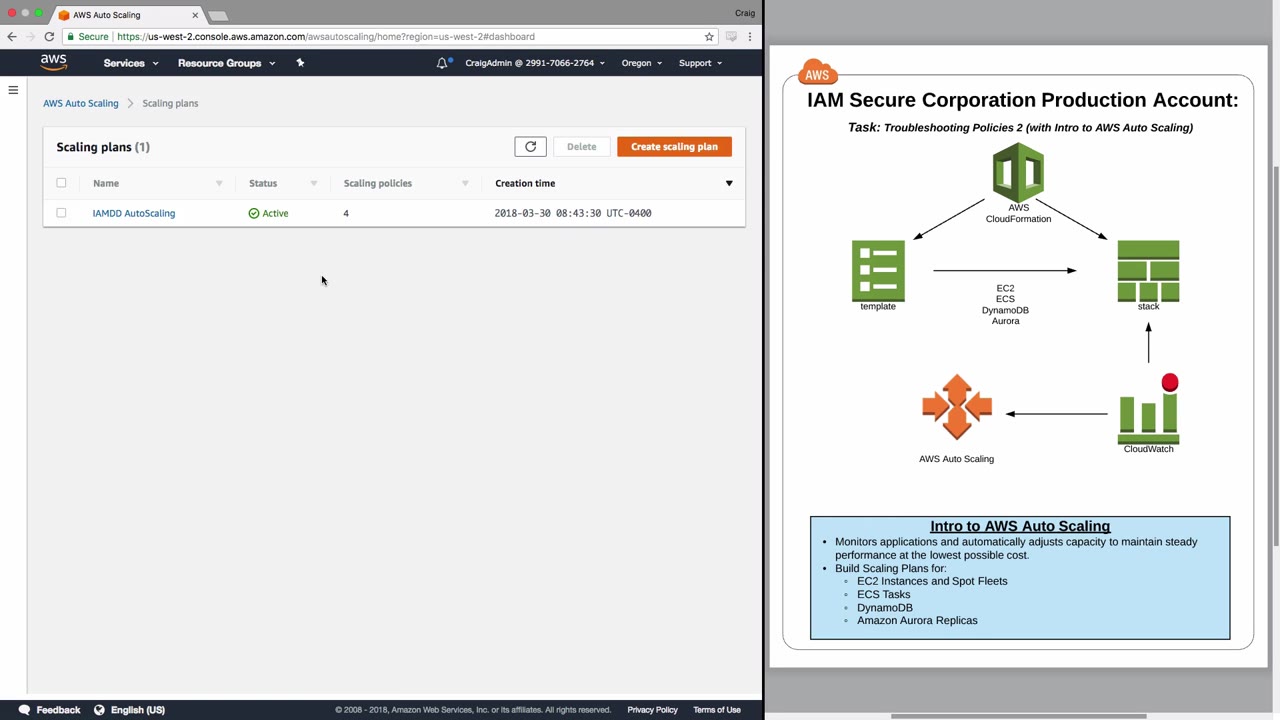 AWS Auto Scaling
Craig
Secure
https://us-west-2.console.aws.amazon.com/awsautoscaling/home?region=us-west-2#dashboard
aws
Services
Resource Groups
CraigAdmin @ 2991-7066-2764
Oregon
Support
AWS Auto Scaling
Scaling plans
Scaling plans (1)
Delete
Create scaling plan
Name
Status
Scaling policies
Creation time
IAMDD AutoScaling
Active
4
2018-03-30 08:43:30 UTC-0400
Feedback
English (US)
© 2008 - 2018, Amazon Web Services, Inc. or its affiliates. All rights reserved.
Privacy Policy
Terms of Use
AWS
IAM Secure Corporation Production Account:
Task: Troubleshooting Policies 2 (with Intro to AWS Auto Scaling)
AWS
CloudFormation
template
EC2
ECS
DynamoDB
Aurora
stack
AWS Auto Scaling
CloudWatch
Intro to AWS Auto Scaling
• Monitors applications and automatically adjusts capacity to maintain steady
performance at the lowest possible cost.
• Build Scaling Plans for:
◦ EC2 Instances and Spot Fleets
◦ ECS Tasks
◦ DynamoDB
◦ Amazon Aurora Replicas